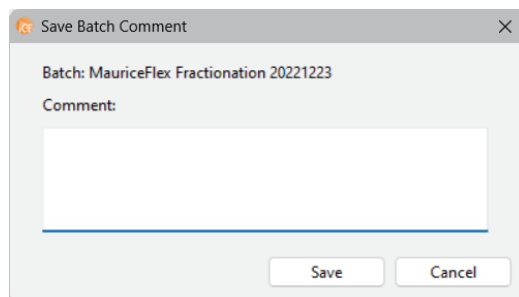 Save Batch Comment
Batch: MauriceFlex Fractionation 20221223
Comment:
Save Cancel